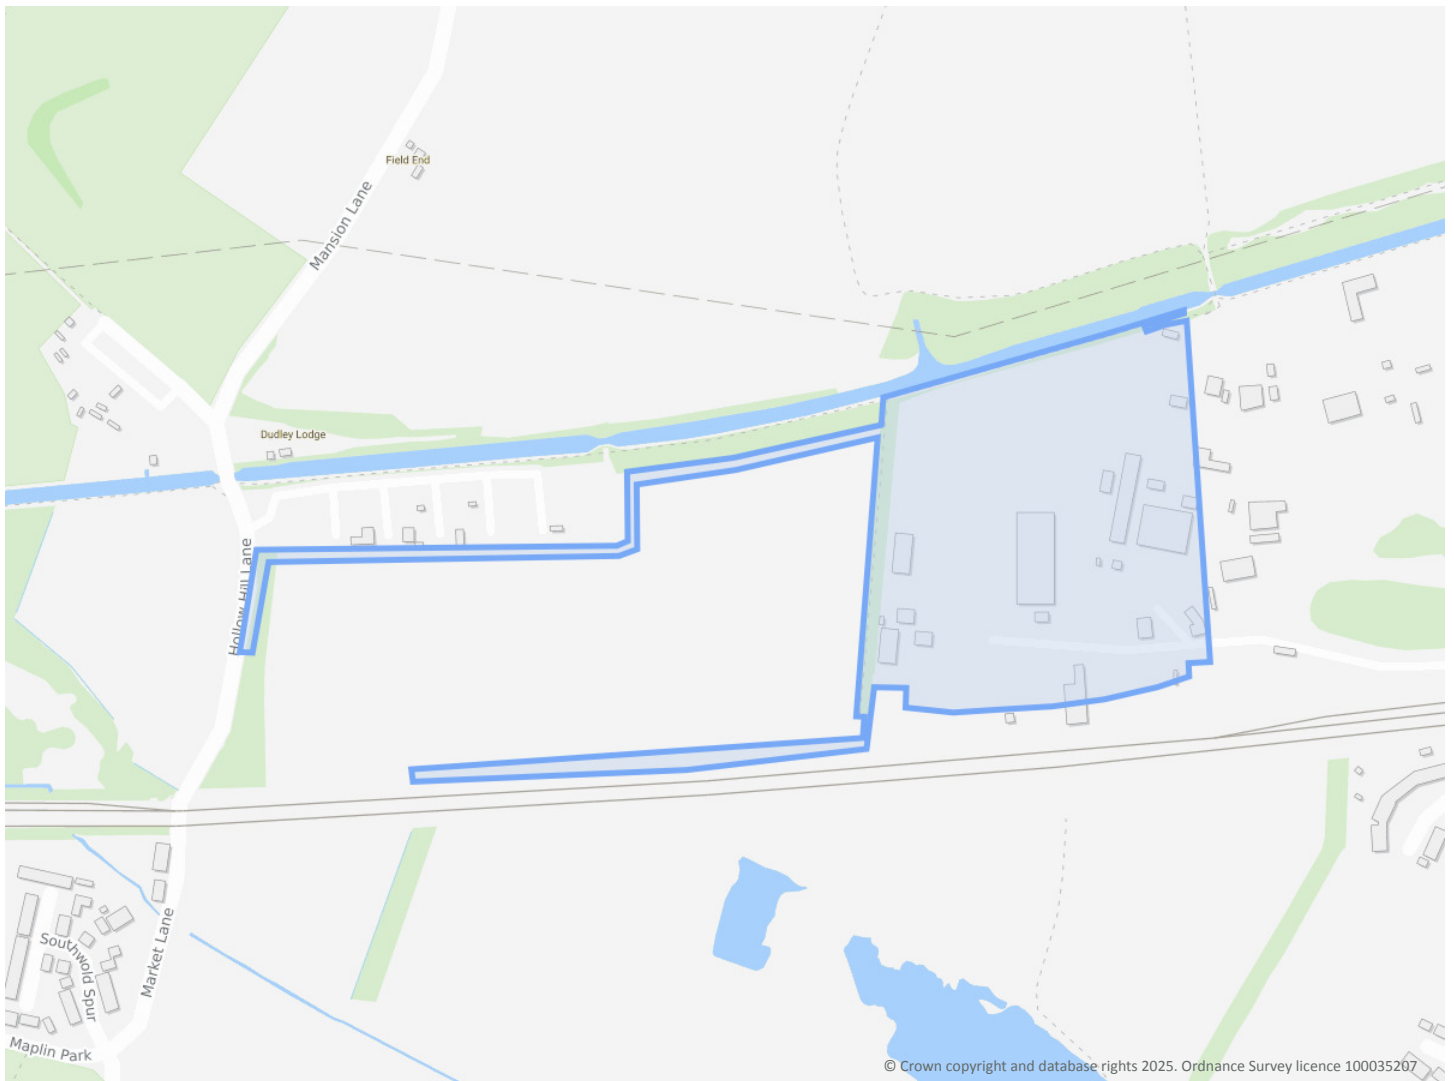 Field End
Mansion Lane
Dudley Lodge
Hollow Hill Lane
Market Lane
Southwold Spur
Maplin Park
© Crown copyright and database rights 2025. Ordnance Survey licence 100035207